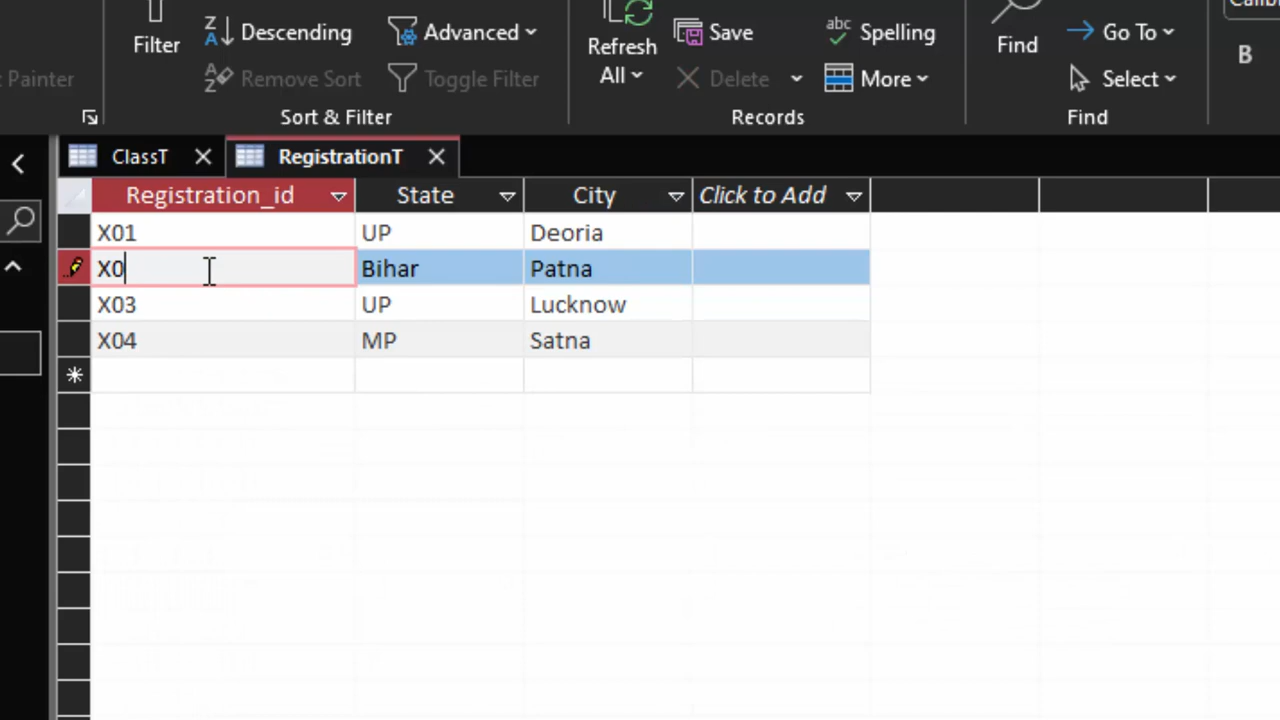 Filter
Descending
Advanced
Remove Sort
Toggle Filter
Sort & Filter
Refresh
All
Save
Delete
abc
Spelling
More
Records
Find
Go To
Select
Find
B
Painter
ClassT
RegistrationT
Registration_id State City Click to Add
X01 UP Deoria
X0 Bihar Patna
X03 UP Lucknow
X04 MP Satna